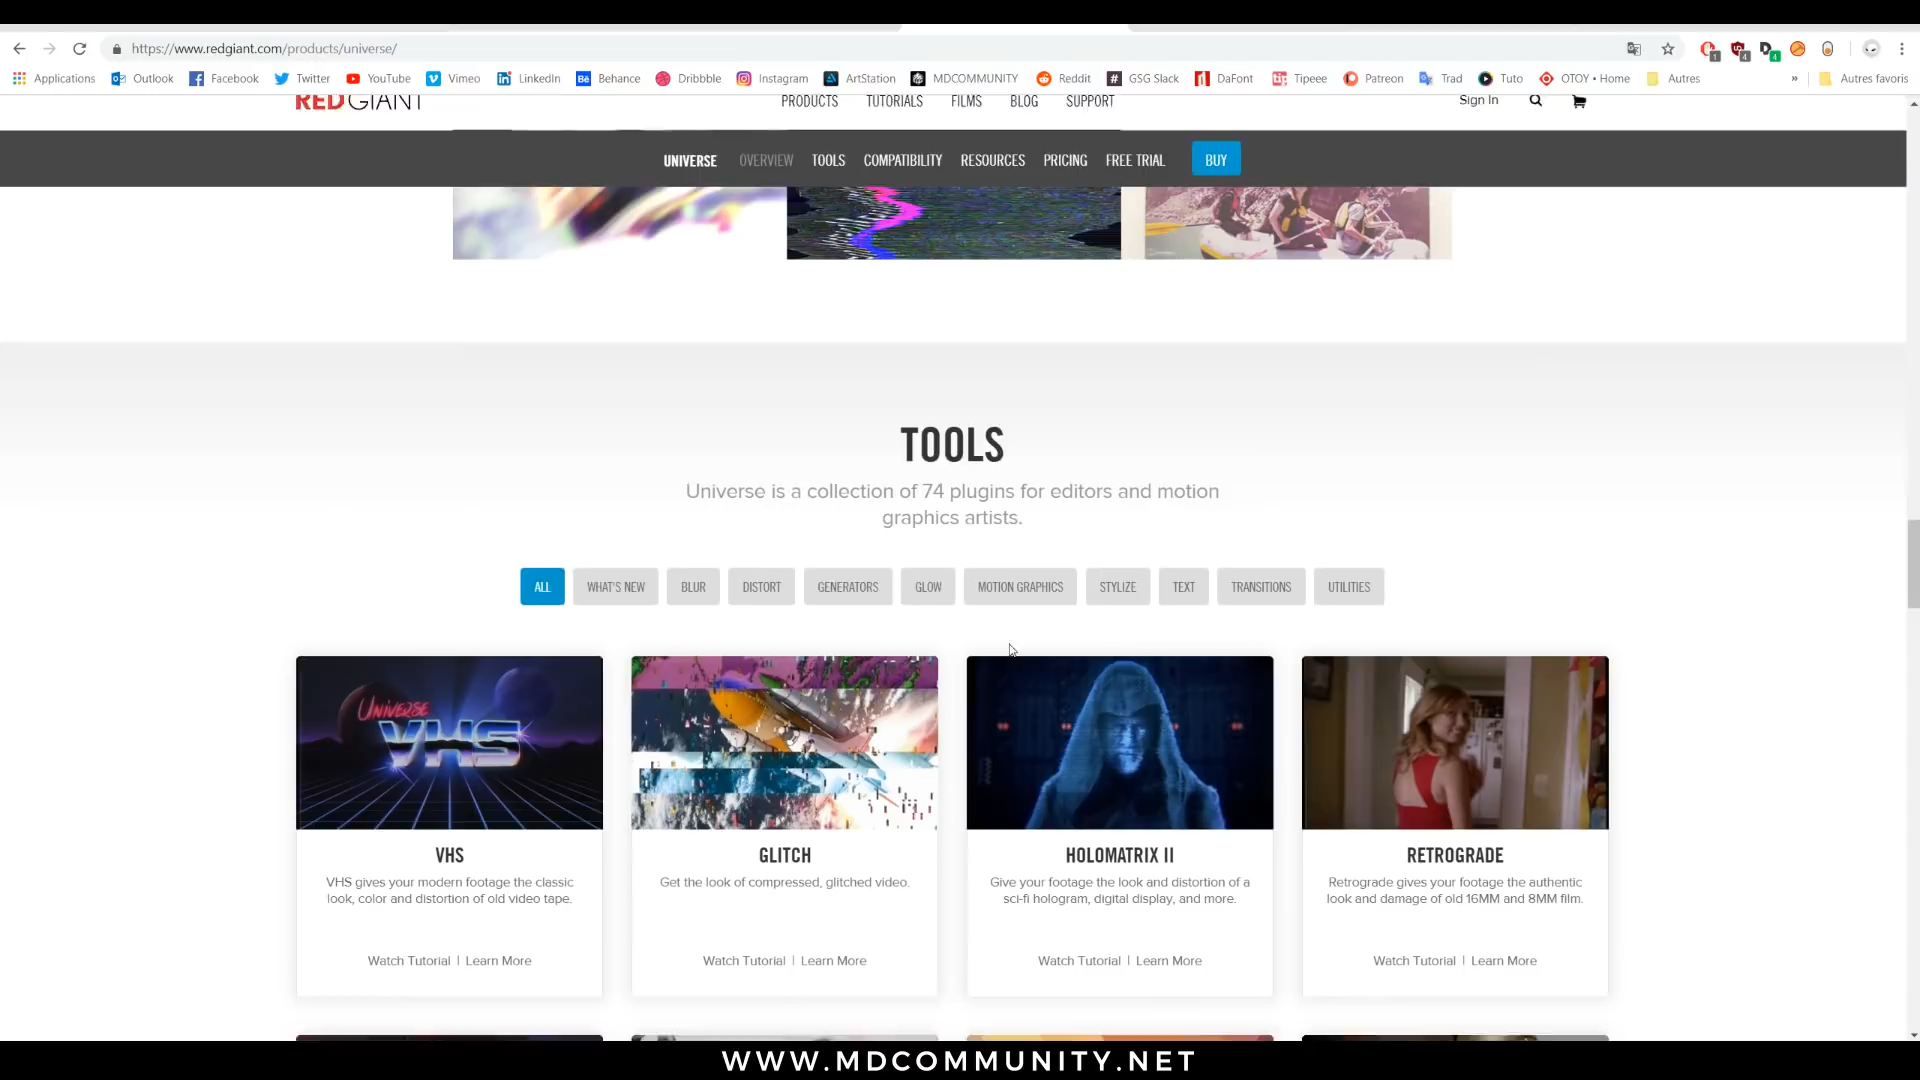 https://www.redgiant.com/products/universe/
Applications Outlook Facebook Twitter YouTube Vimeo LinkedIn Behance Dribbble Instagram ArtStation MDCOMMUNITY Reddit GSG Slack DaFont Tipeee Patreon Trad Tuto OTOY • Home Autres » Autres favoris
REDGIANT PRODUCTS TUTORIALS FILMS BLOG SUPPORT Sign In
UNIVERSE OVERVIEW TOOLS COMPATIBILITY RESOURCES PRICING FREE TRIAL BUY
TOOLS
Universe is a collection of 74 plugins for editors and motion
graphics artists.
ALL WHAT'S NEW BLUR DISTORT GENERATORS GLOW MOTION GRAPHICS STYLIZE TEXT TRANSITIONS UTILITIES
UNIVERSE
VHS
VHS
VHS gives your modern footage the classic
look, color and distortion of old video tape.
Watch Tutorial | Learn More
GLITCH
Get the look of compressed, glitched video.
Watch Tutorial | Learn More
HOLOMATRIX II
Give your footage the look and distortion of a
sci-fi hologram, digital display, and more.
Watch Tutorial | Learn More
RETROGRADE
Retrograde gives your footage the authentic
look and damage of old 16MM and 8MM film.
Watch Tutorial | Learn More
WWW.MDCOMMUNITY.NET